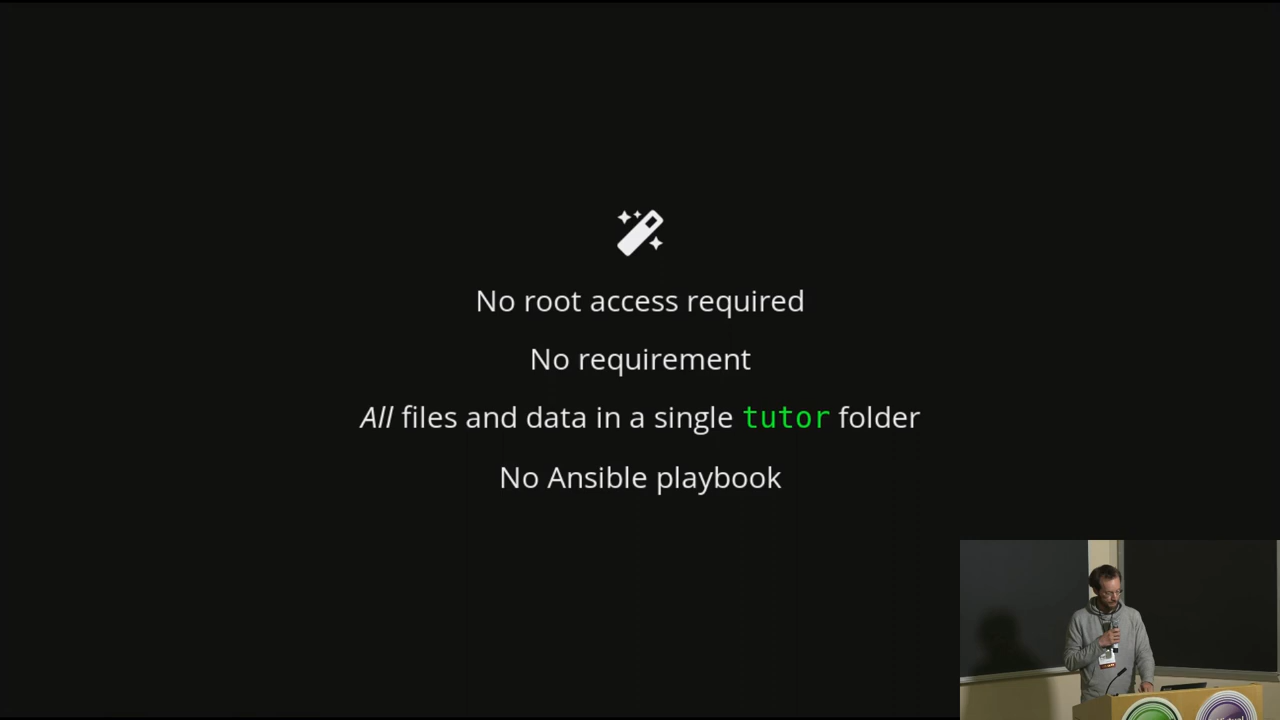 No root access required
No requirement
All files and data in a single tutor folder
No Ansible playbook